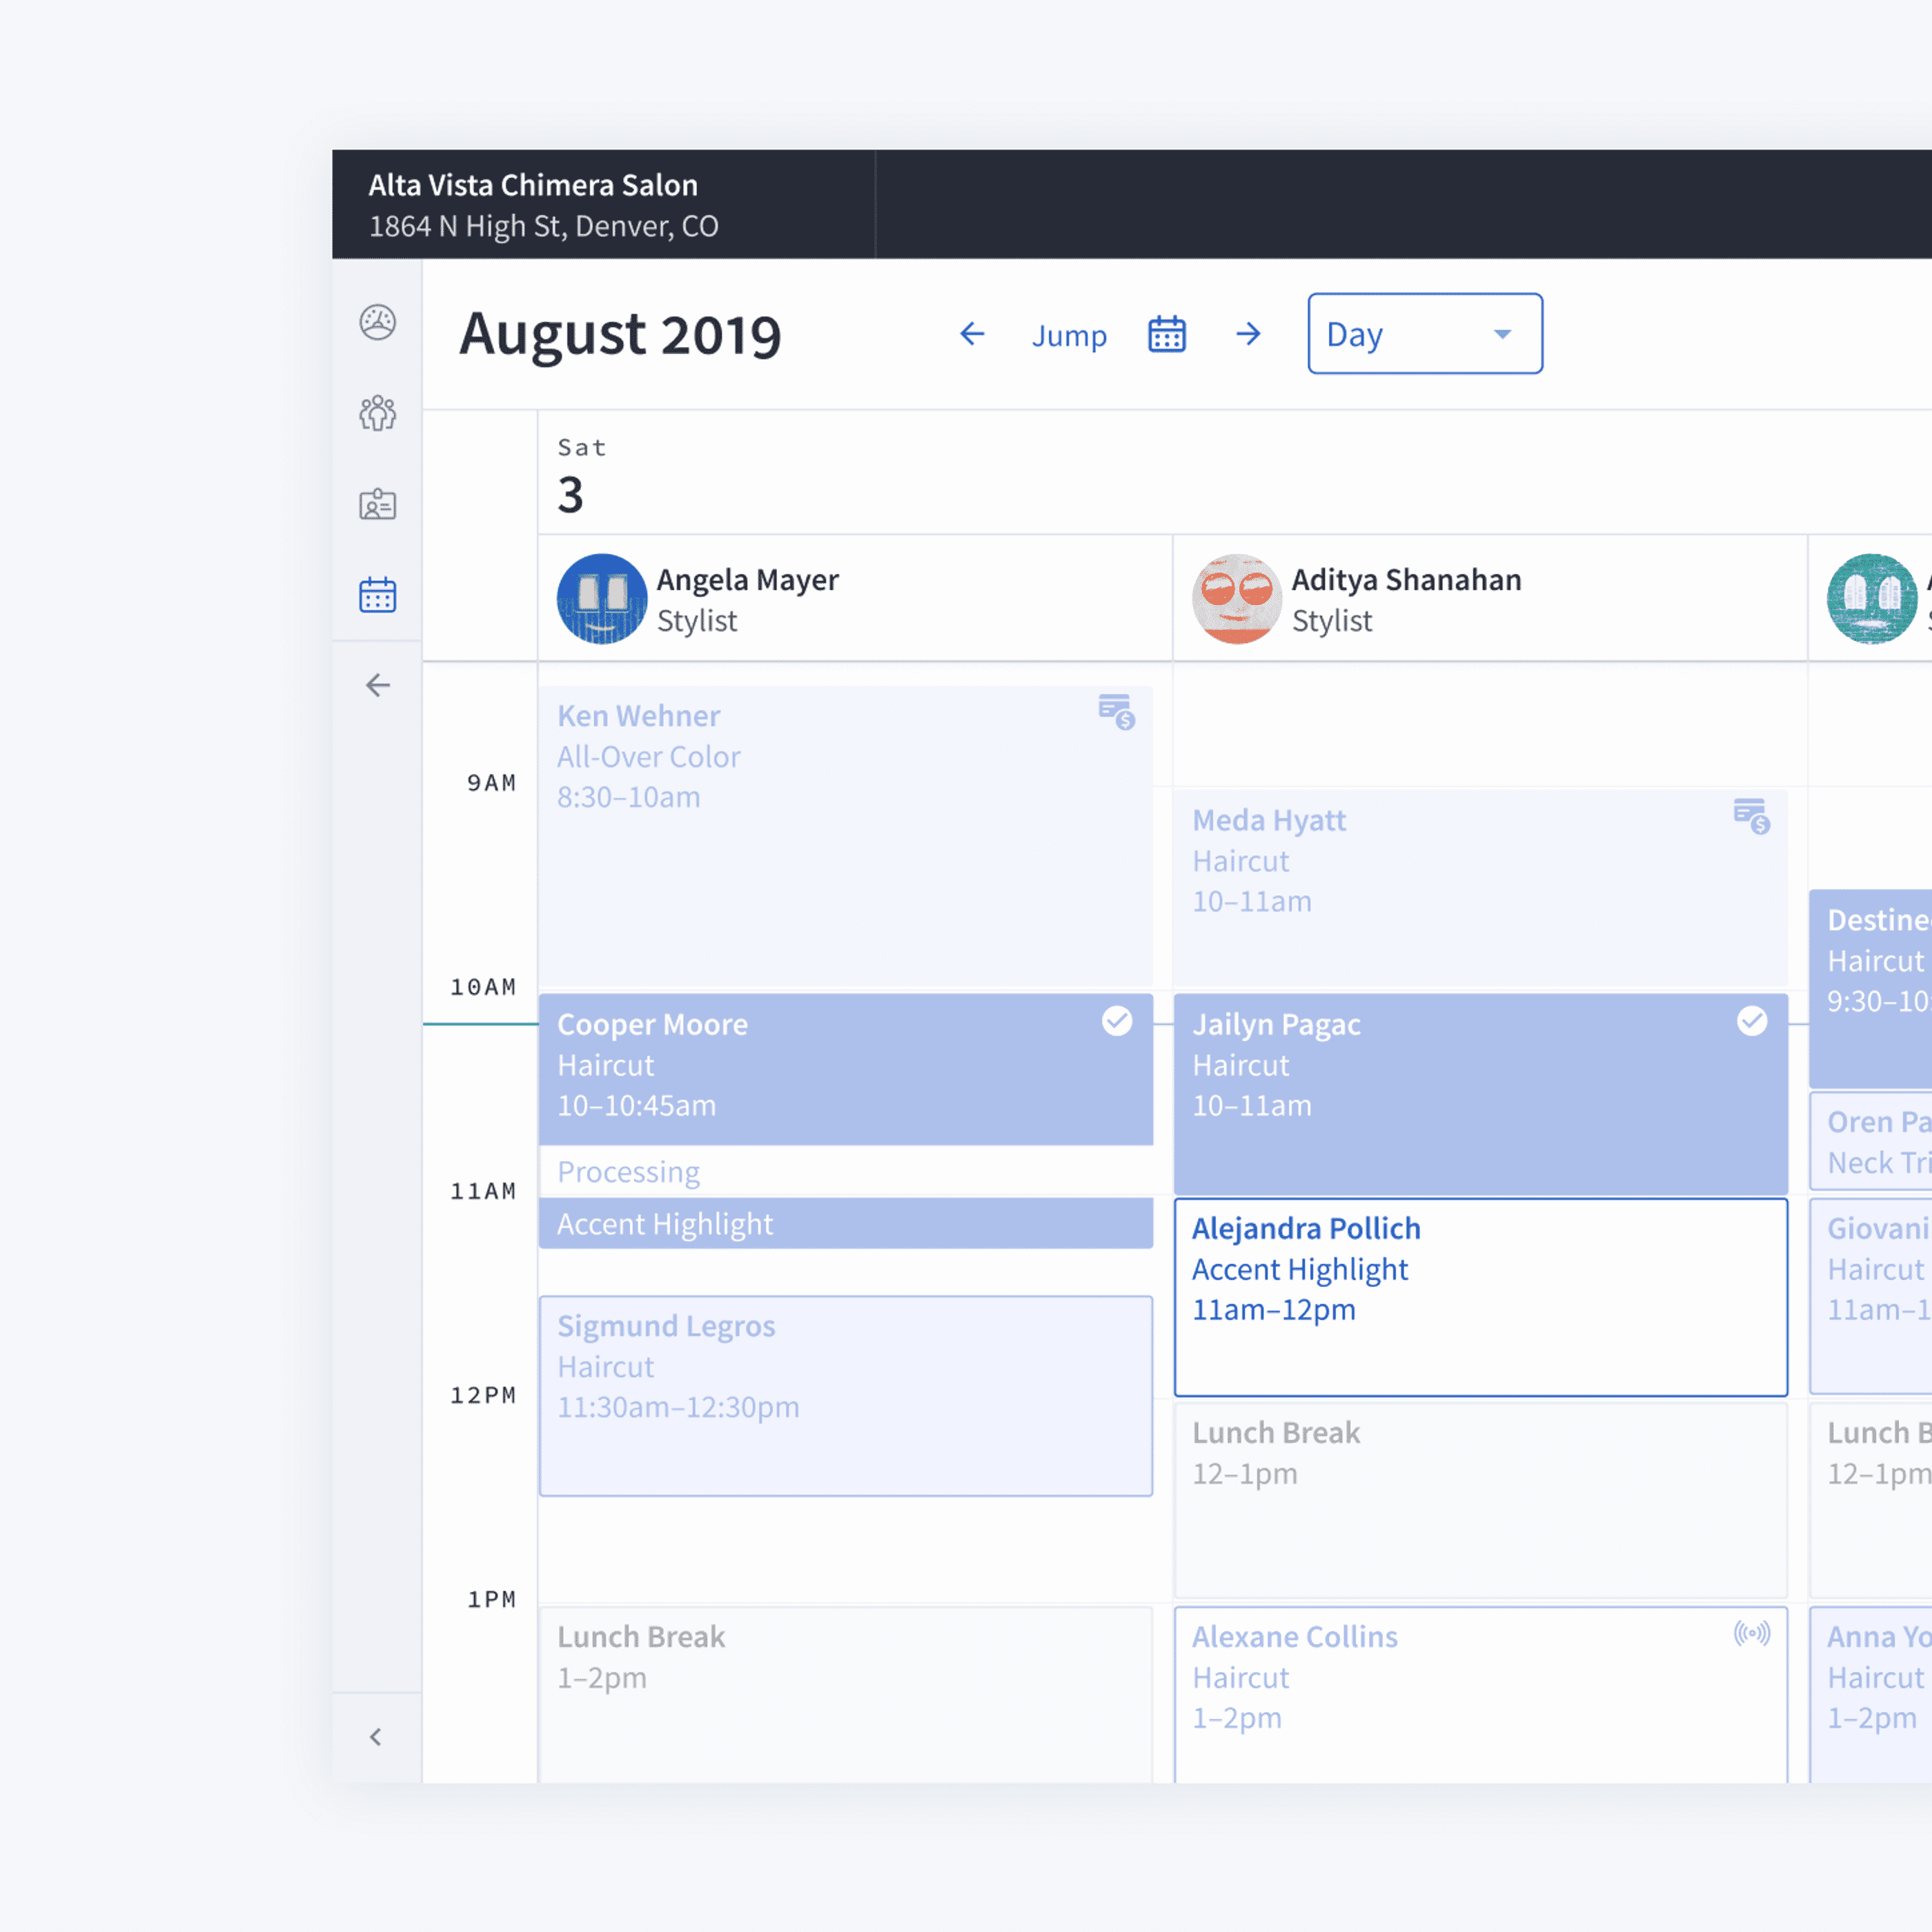 Alta Vista Chimera Salon
1864 N High St, Denver, CO
August 2019
Jump
Day
Sat
3
Angela Mayer
Stylist
Aditya Shanahan
Stylist
9AM
10AM
11AM
12PM
1PM
Ken Wehner
All-Over Color
8:30–10am
Cooper Moore
Haircut
10–10:45am
Processing
Accent Highlight
Sigmund Legros
Haircut
11:30am–12:30pm
Lunch Break
1–2pm
Meda Hyatt
Haircut
10–11am
Jailyn Pagac
Haircut
10–11am
Alejandra Pollich
Accent Highlight
11am–12pm
Lunch Break
12–1pm
Alexane Collins
Haircut
1–2pm
Destine
Haircut
9:30–10
Oren Pa
Neck Tri
Giovani
Haircut
11am–1
Lunch B
12–1pm
Anna Yo
Haircut
1–2pm